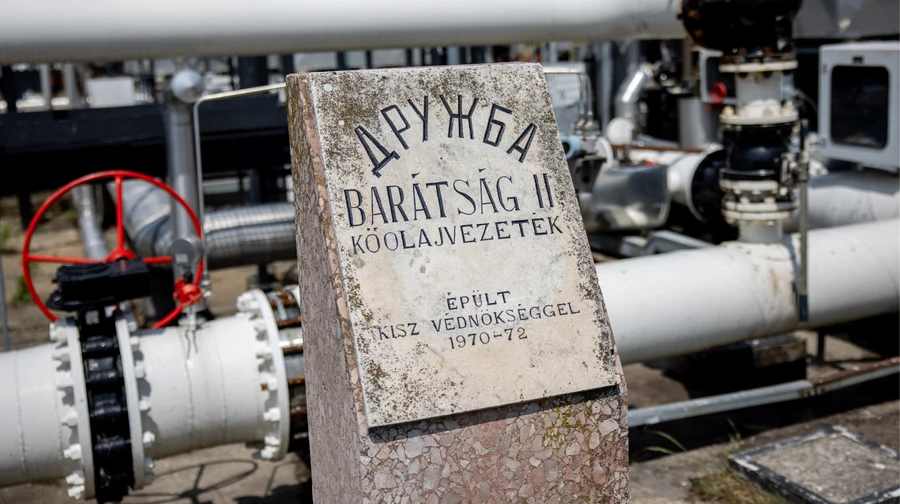 ДРУЖБА
BARÁTSÁG II
KŐOLAJVEZETÉK
ÉPÜLT
KISZ VÉDNÖKSÉGGEL
1970-72